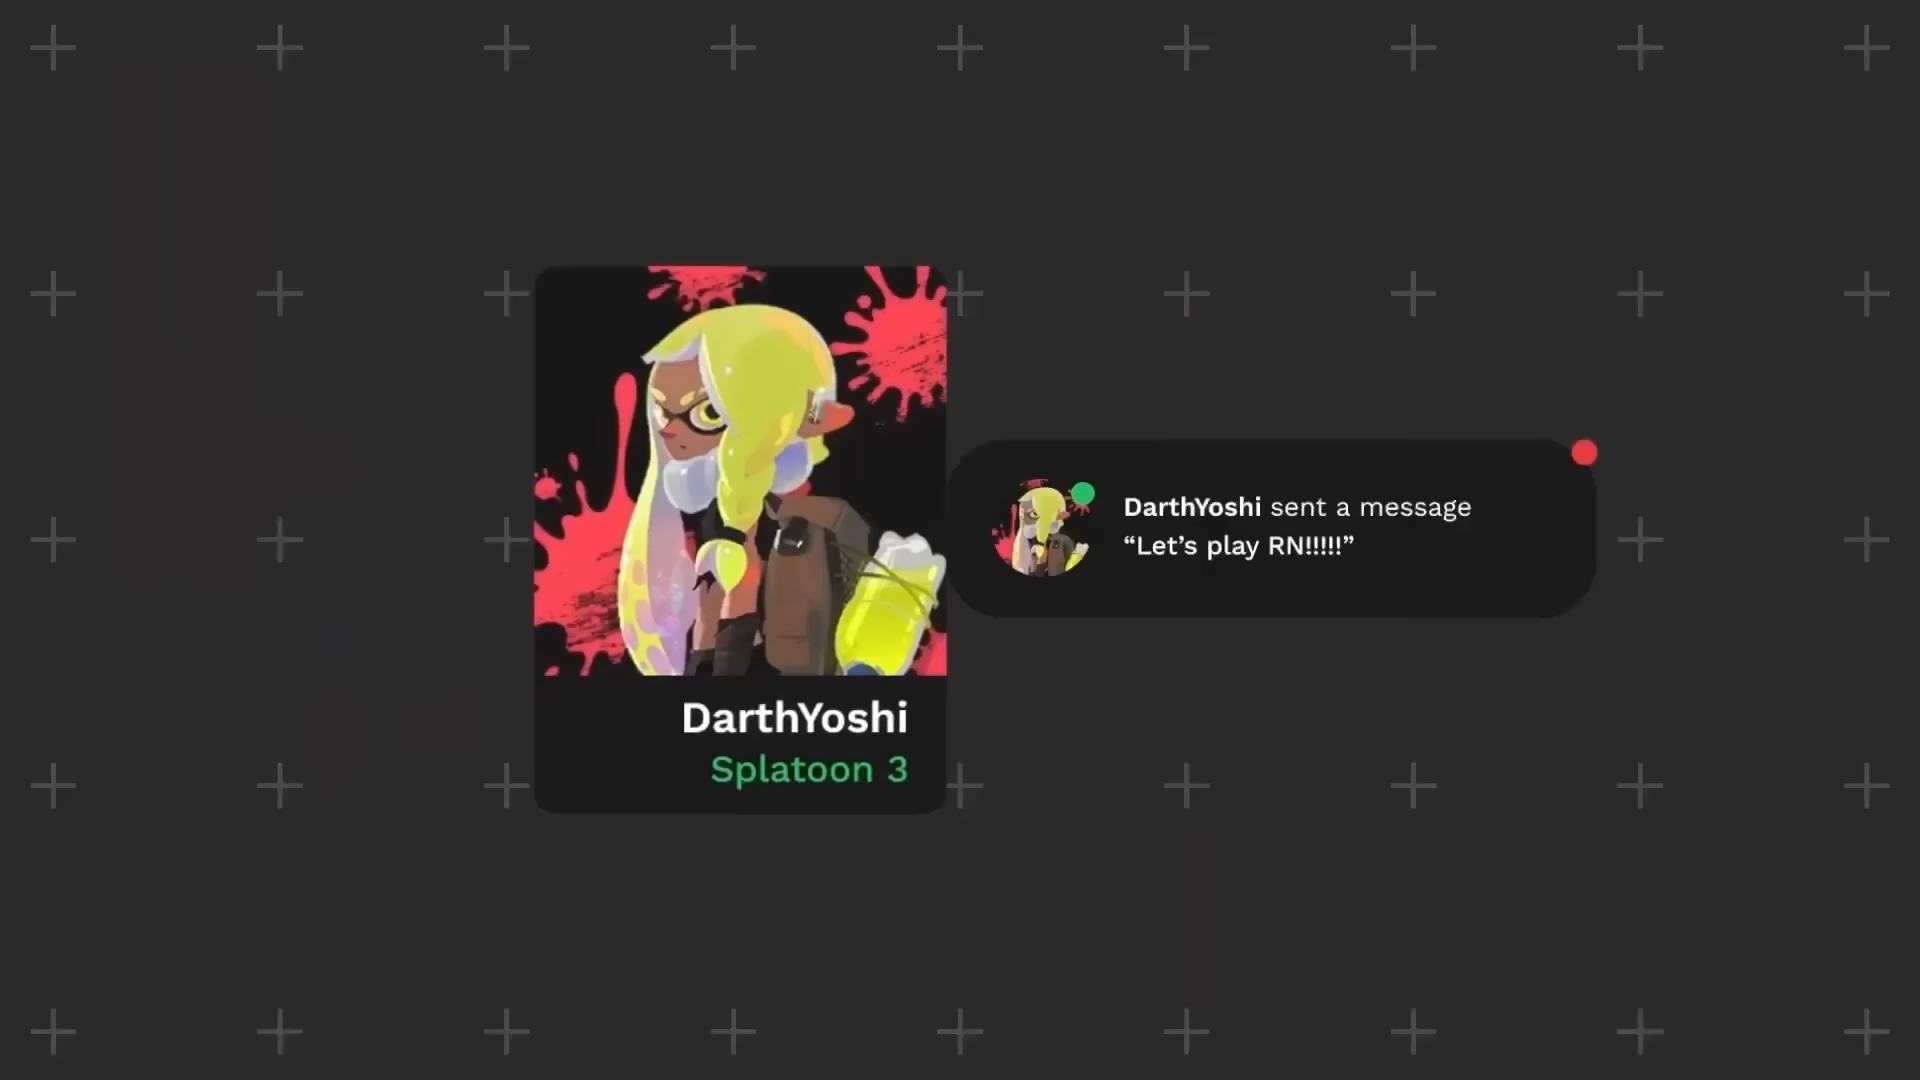 DarthYoshi
Splatoon 3
DarthYoshi sent a message
“Let’s play RN!!!!!”